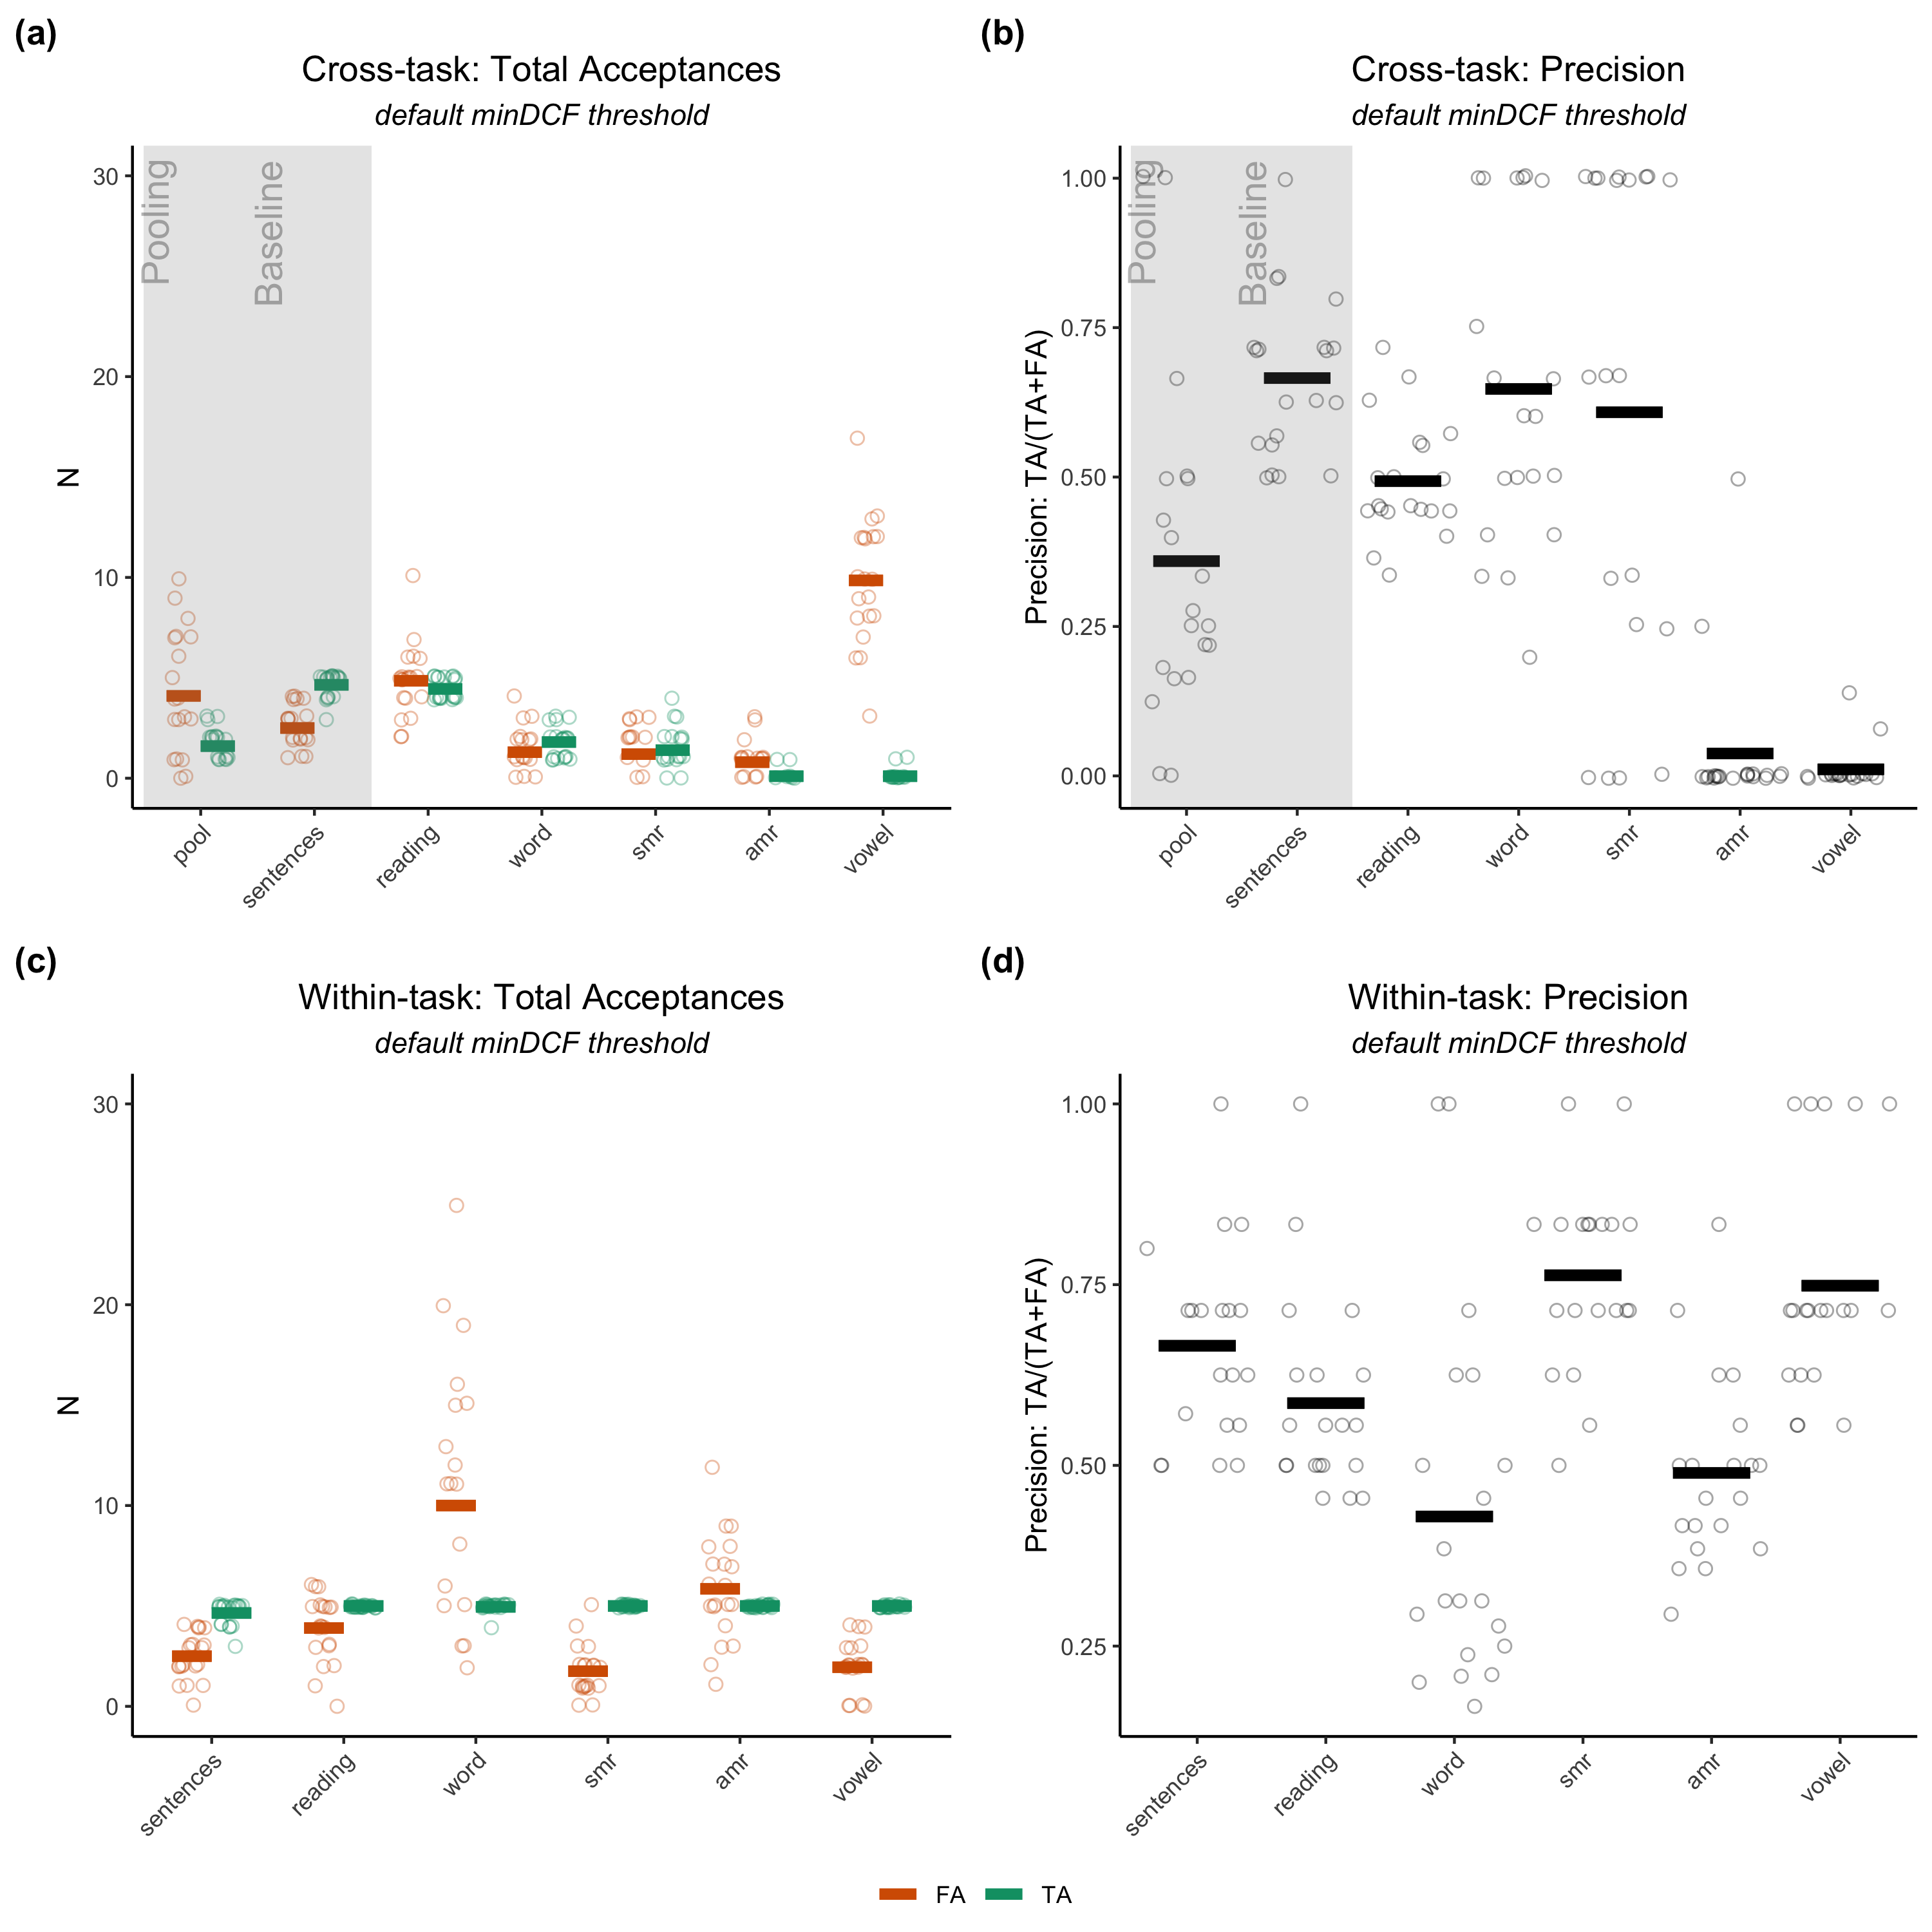 (a)
Cross-task: Total Acceptances
default minDCF threshold
N
30
20
10
0
Pooling
Baseline
pool
sentences
reading
word
smr
amr
vowel
(b)
Cross-task: Precision
default minDCF threshold
Precision: TA/(TA+FA)
1.00
0.75
0.50
0.25
0.00
Pooling
Baseline
pool
sentences
reading
word
smr
amr
vowel
(c)
Within-task: Total Acceptances
default minDCF threshold
N
30
20
10
0
sentences
reading
word
smr
amr
vowel
(d)
Within-task: Precision
default minDCF threshold
Precision: TA/(TA+FA)
1.00
0.75
0.50
0.25
sentences
reading
word
smr
amr
vowel
FA TA